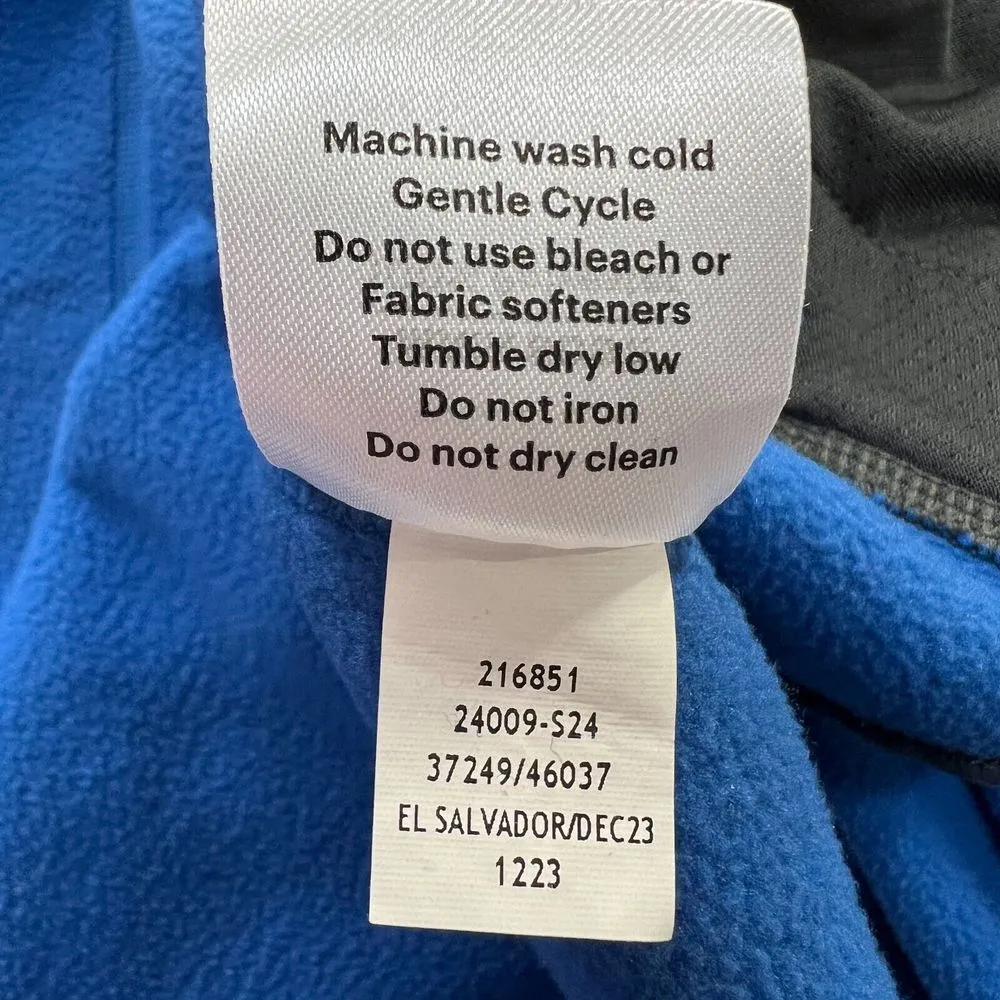 Machine wash cold
Gentle Cycle
Do not use bleach or
Fabric softeners
Tumble dry low
Do not iron
Do not dry clean
216851
24009-S24
37249/46037
EL SALVADOR/DEC23
1223